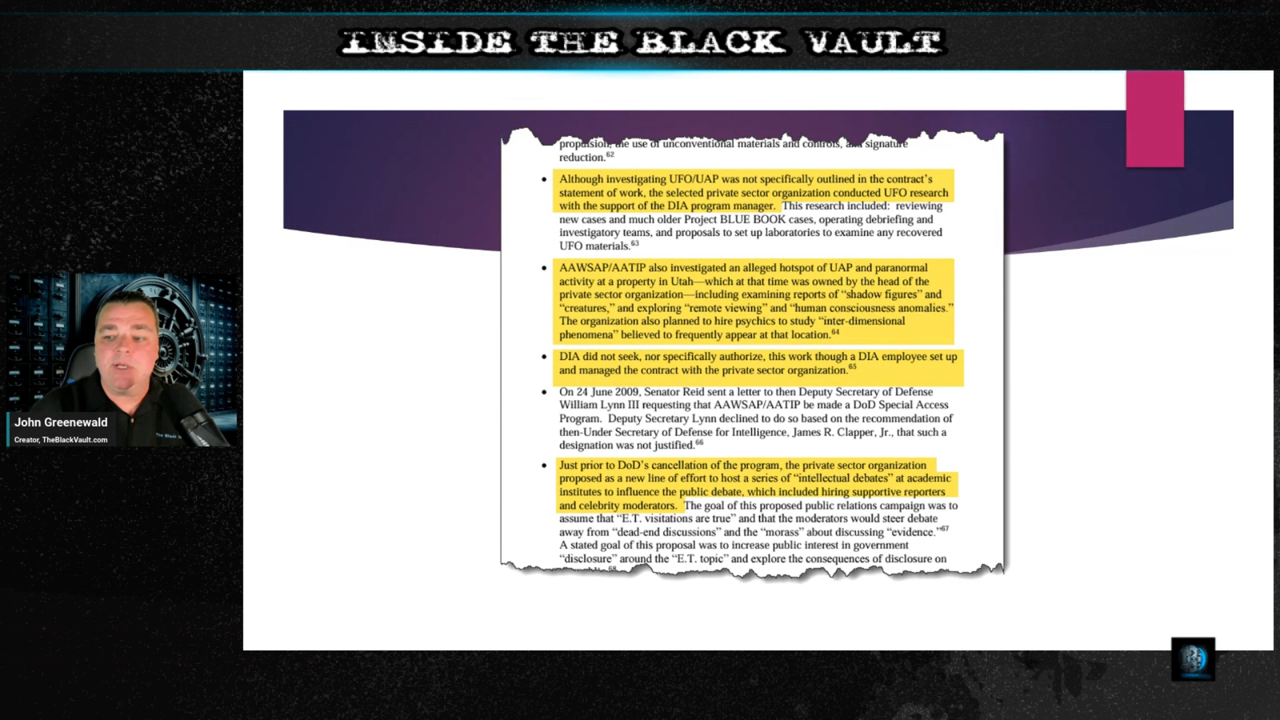 INSIDE THE BLACK VAULT
propulsion, the use of unconventional materials and controls, and signature
reduction.62
• Although investigating UFO/UAP was not specifically outlined in the contract's
statement of work, the selected private sector organization conducted UFO research
with the support of the DIA program manager. This research included: reviewing
new cases and much older Project BLUE BOOK cases, operating debriefing and
investigatory teams, and proposals to set up laboratories to examine any recovered
UFO materials.63
• AAWSAP/AATIP also investigated an alleged hotspot of UAP and paranormal
activity at a property in Utah—which at that time was owned by the head of the
private sector organization—including examining reports of "shadow figures" and
"creatures," and exploring "remote viewing" and "human consciousness anomalies."
The organization also planned to hire psychics to study "inter-dimensional
phenomena" believed to frequently appear at that location.64
• DIA did not seek, nor specifically authorize, this work though a DIA employee set up
and managed the contract with the private sector organization.65
• On 24 June 2009, Senator Reid sent a letter to then Deputy Secretary of Defense
William Lynn III requesting that AAWSAP/AATIP be made a DoD Special Access
Program. Deputy Secretary Lynn declined to do so based on the recommendation of
then-Under Secretary of Defense for Intelligence, James R. Clapper, Jr., that such a
designation was not justified.66
• Just prior to DoD's cancellation of the program, the private sector organization
proposed as a new line of effort to host a series of "intellectual debates" at academic
institutes to influence the public debate, which included hiring supportive reporters
and celebrity moderators. The goal of this proposed public relations campaign was to
assume that "E.T. visitations are true" and that the moderators would steer debate
away from "dead-end discussions" and the "morass" about discussing "evidence."67
A stated goal of this proposal was to increase public interest in government
"disclosure" around the "E.T. topic" and explore the consequences of disclosure on
John Greenewald
Creator, TheBlackVault.com